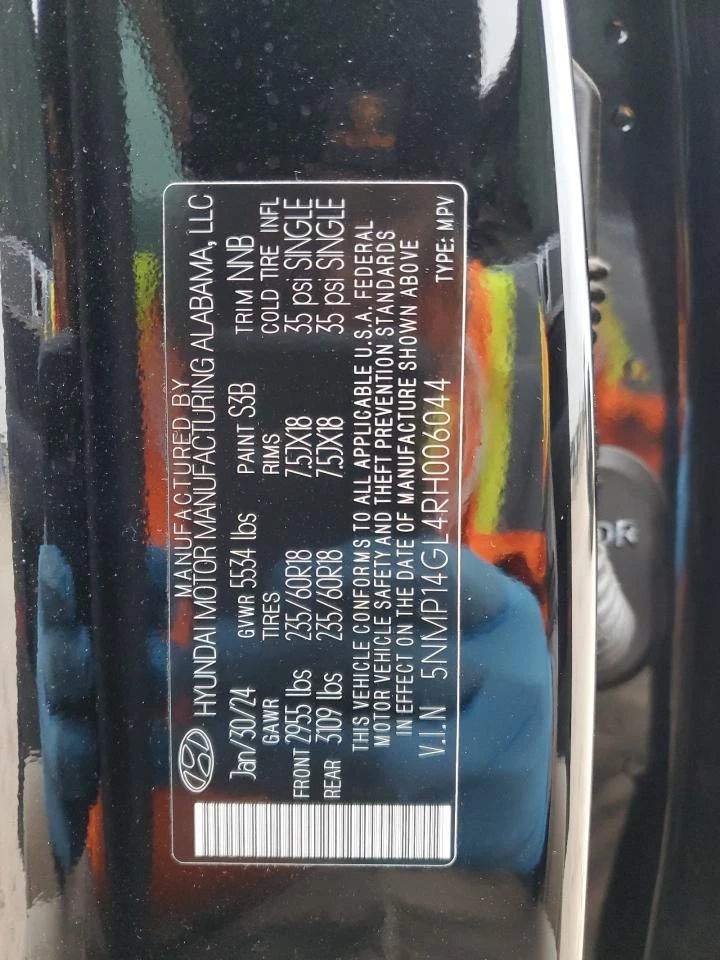 MANUFACTURED BY
HYUNDAI MOTOR MANUFACTURING ALABAMA, LLC
Jan/30/24 GVWR 5534 lbs PAINT S3B TRIM NNB
GAWR TIRES RIMS COLD TIRE INFL
FRONT 2955 lbs 235/60R18 7.5JX18 35 psi SINGLE
REAR 3109 lbs 235/60R18 7.5JX18 35 psi SINGLE
THIS VEHICLE CONFORMS TO ALL APPLICABLE U.S.A. FEDERAL
MOTOR VEHICLE SAFETY AND THEFT PREVENTION STANDARDS
IN EFFECT ON THE DATE OF MANUFACTURE SHOWN ABOVE
V.I.N TYPE: MPV